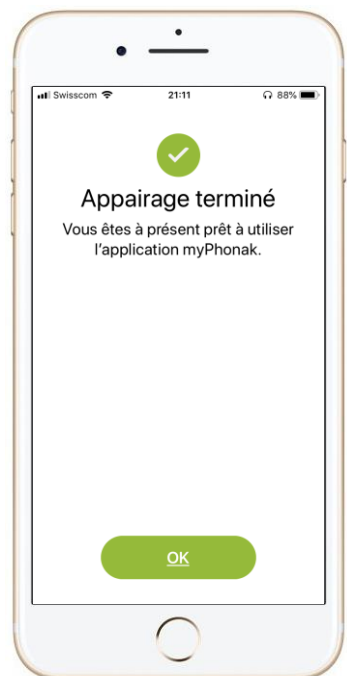 Swisscom 21:11 88%
Appairage terminé
Vous êtes à présent prêt à utiliser
l'application myPhonak.
OK